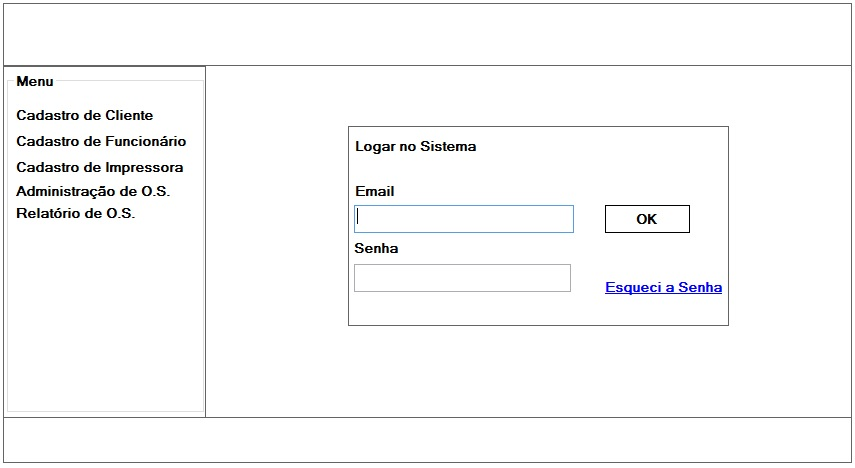 Menu
Cadastro de Cliente
Cadastro de Funcionário
Cadastro de Impressora
Administração de O.S.
Relatório de O.S.
Logar no Sistema
Email
OK
Senha
Esqueci a Senha